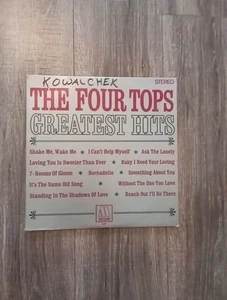 KOWALCHEK
STEREO
THE FOUR TOPS
GREATEST HITS
Shake Me, Wake Me ★ I Can't Help Myself ★ Ask The Lonely
Loving You Is Sweeter Than Ever ★ Baby I Need Your Loving
7-Rooms Of Gloom ★ Bernadette ★ Something About You
It's The Same Old Song ★ Without The One You Love
Standing In The Shadows Of Love ★ Reach Out I'll Be There